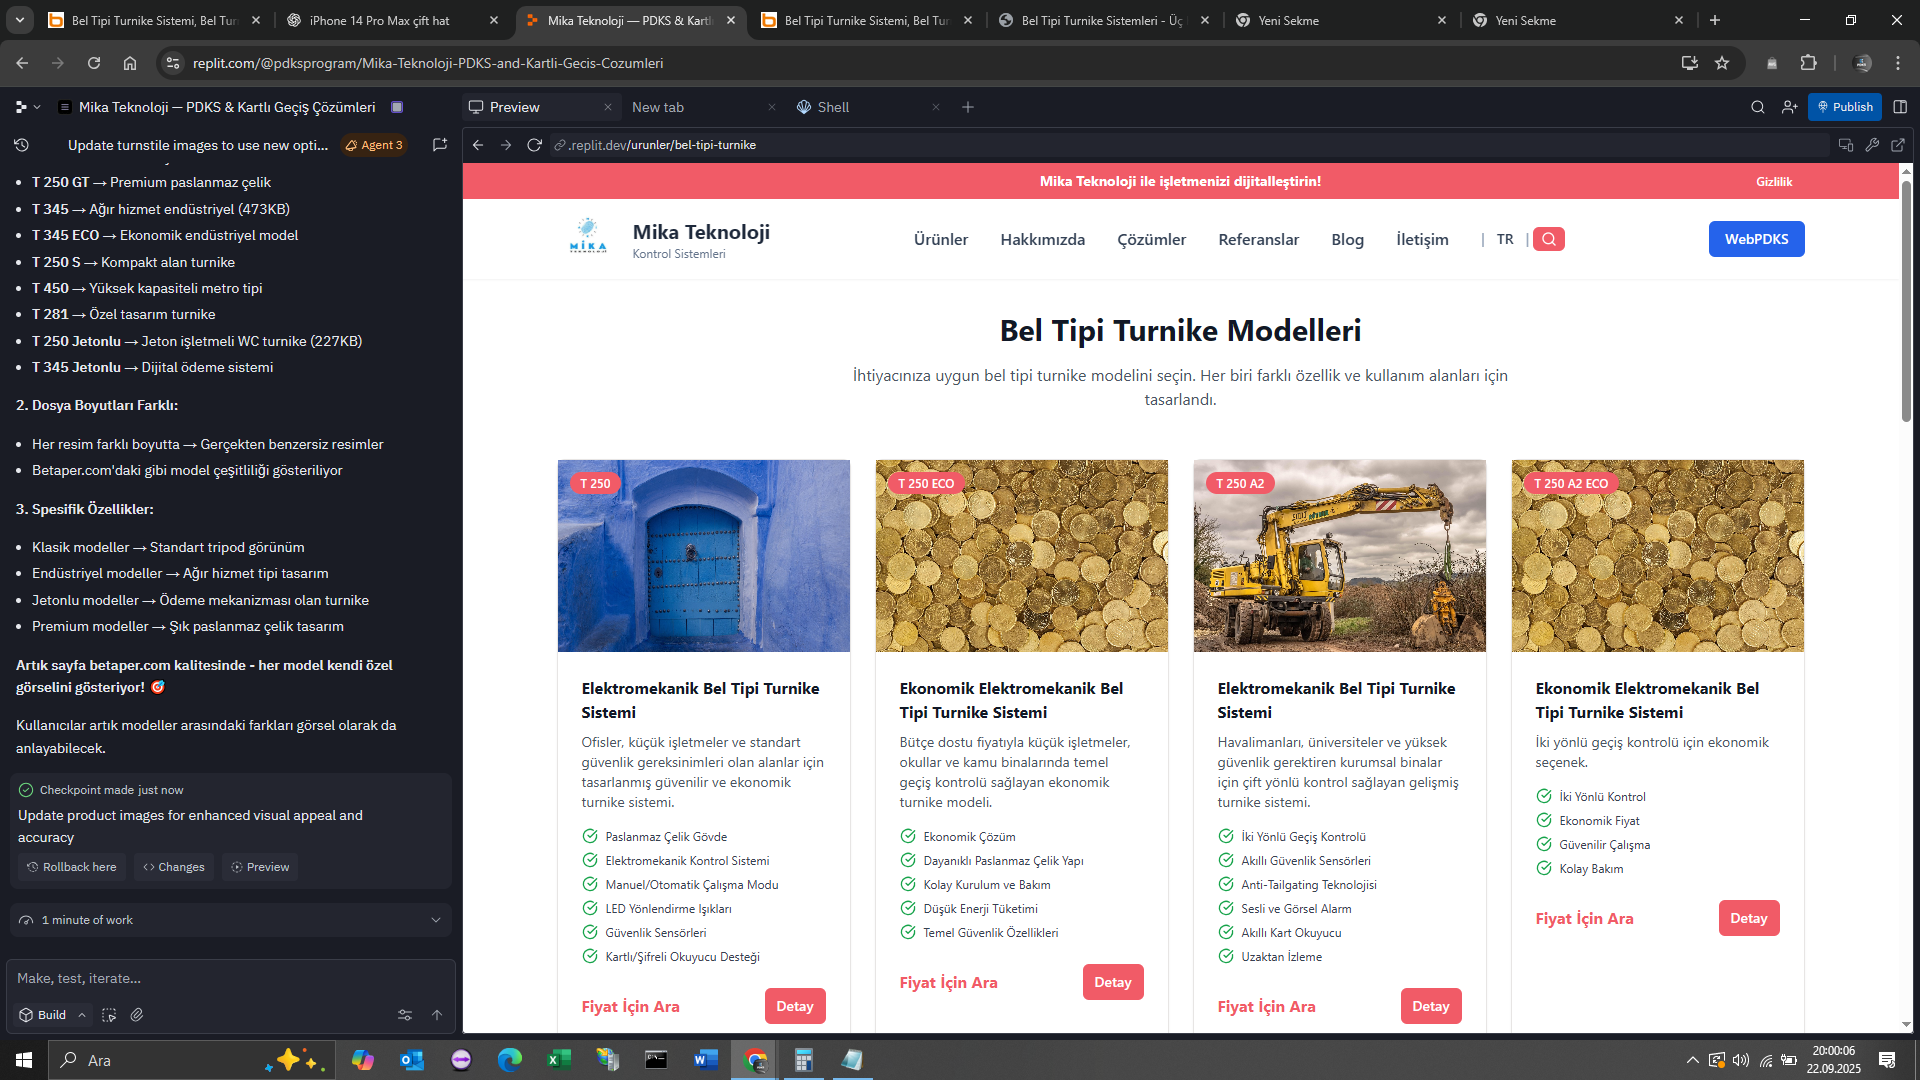 Bel Tipi Turnike Sistemi, Bel Tur
iPhone 14 Pro Max çift hat
Mika Teknoloji — PDKS & Kartlı
Bel Tipi Turnike Sistemi, Bel Tur
Bel Tipi Turnike Sistemleri - Üç
Yeni Sekme
Yeni Sekme
replit.com/@pdksprogram/Mika-Teknoloji-PDKS-and-Kartli-Gecis-Cozumleri
Mika Teknoloji — PDKS & Kartlı Geçiş Çözümleri
Preview
New tab
Shell
Publish
Update turnstile images to use new opti...
Agent 3
.replit.dev/urunler/bel-tipi-turnike
T 250 GT → Premium paslanmaz çelik
T 345 → Ağır hizmet endüstriyel (473KB)
T 345 ECO → Ekonomik endüstriyel model
T 250 S → Kompakt alan turnike
T 450 → Yüksek kapasiteli metro tipi
T 281 → Özel tasarım turnike
T 250 Jetonlu → Jeton işletmeli WC turnike (227KB)
T 345 Jetonlu → Dijital ödeme sistemi
2. Dosya Boyutları Farklı:
Her resim farklı boyutta → Gerçekten benzersiz resimler
Betaper.com'daki gibi model çeşitliliği gösteriliyor
3. Spesifik Özellikler:
Klasik modeller → Standart tripod görünüm
Endüstriyel modeller → Ağır hizmet tipi tasarım
Jetonlu modeller → Ödeme mekanizması olan turnike
Premium modeller → Şık paslanmaz çelik tasarım
Artık sayfa betaper.com kalitesinde - her model kendi özel
görselini gösteriyor! 🎯
Kullanıcılar artık modeller arasındaki farkları görsel olarak da
anlayabilecek.
Checkpoint made just now
Update product images for enhanced visual appeal and
accuracy
Rollback here
Changes
Preview
1 minute of work
Make, test, iterate...
Build
Mika Teknoloji ile işletmenizi dijitalleştirin!
Gizlilik
MİKA
Mika Teknoloji
Kontrol Sistemleri
Ürünler
Hakkımızda
Çözümler
Referanslar
Blog
İletişim
| TR |
WebPDKS
Bel Tipi Turnike Modelleri
İhtiyacınıza uygun bel tipi turnike modelini seçin. Her biri farklı özellik ve kullanım alanları için
tasarlandı.
T 250
Elektromekanik Bel Tipi Turnike
Sistemi
Ofisler, küçük işletmeler ve standart
güvenlik gereksinimleri olan alanlar için
tasarlanmış güvenilir ve ekonomik
turnike sistemi.
Paslanmaz Çelik Gövde
Elektromekanik Kontrol Sistemi
Manuel/Otomatik Çalışma Modu
LED Yönlendirme Işıkları
Güvenlik Sensörleri
Kartlı/Şifreli Okuyucu Desteği
Fiyat İçin Ara
Detay
T 250 ECO
Ekonomik Elektromekanik Bel
Tipi Turnike Sistemi
Bütçe dostu fiyatıyla küçük işletmeler,
okullar ve kamu binalarında temel
geçiş kontrolü sağlayan ekonomik
turnike modeli.
Ekonomik Çözüm
Dayanıklı Paslanmaz Çelik Yapı
Kolay Kurulum ve Bakım
Düşük Enerji Tüketimi
Temel Güvenlik Özellikleri
Fiyat İçin Ara
Detay
T 250 A2
Elektromekanik Bel Tipi Turnike
Sistemi
Havalimanları, üniversiteler ve yüksek
güvenlik gerektiren kurumsal binalar
için çift yönlü kontrol sağlayan gelişmiş
turnike sistemi.
İki Yönlü Geçiş Kontrolü
Akıllı Güvenlik Sensörleri
Anti-Tailgating Teknolojisi
Sesli ve Görsel Alarm
Akıllı Kart Okuyucu
Uzaktan İzleme
Fiyat İçin Ara
Detay
T 250 A2 ECO
Ekonomik Elektromekanik Bel
Tipi Turnike Sistemi
İki yönlü geçiş kontrolü için ekonomik
seçenek.
İki Yönlü Kontrol
Ekonomik Fiyat
Güvenilir Çalışma
Kolay Bakım
Fiyat İçin Ara
Detay
Ara
20:00:06
22.09.2025